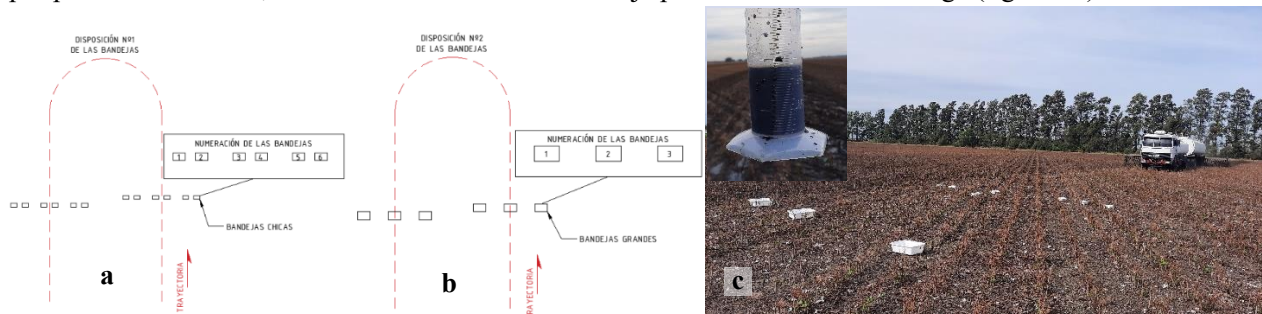 DISPOSICIÓN Nº1
DE LAS BANDEJAS
NUMERACIÓN DE LAS BANDEJAS
1 2 3 4 5 6
BANDEJAS CHICAS
TRAYECTORIA
a
DISPOSICIÓN Nº2
DE LAS BANDEJAS
NUMERACIÓN DE LAS BANDEJAS
1 2 3
BANDEJAS GRANDES
TRAYECTORIA
b
c